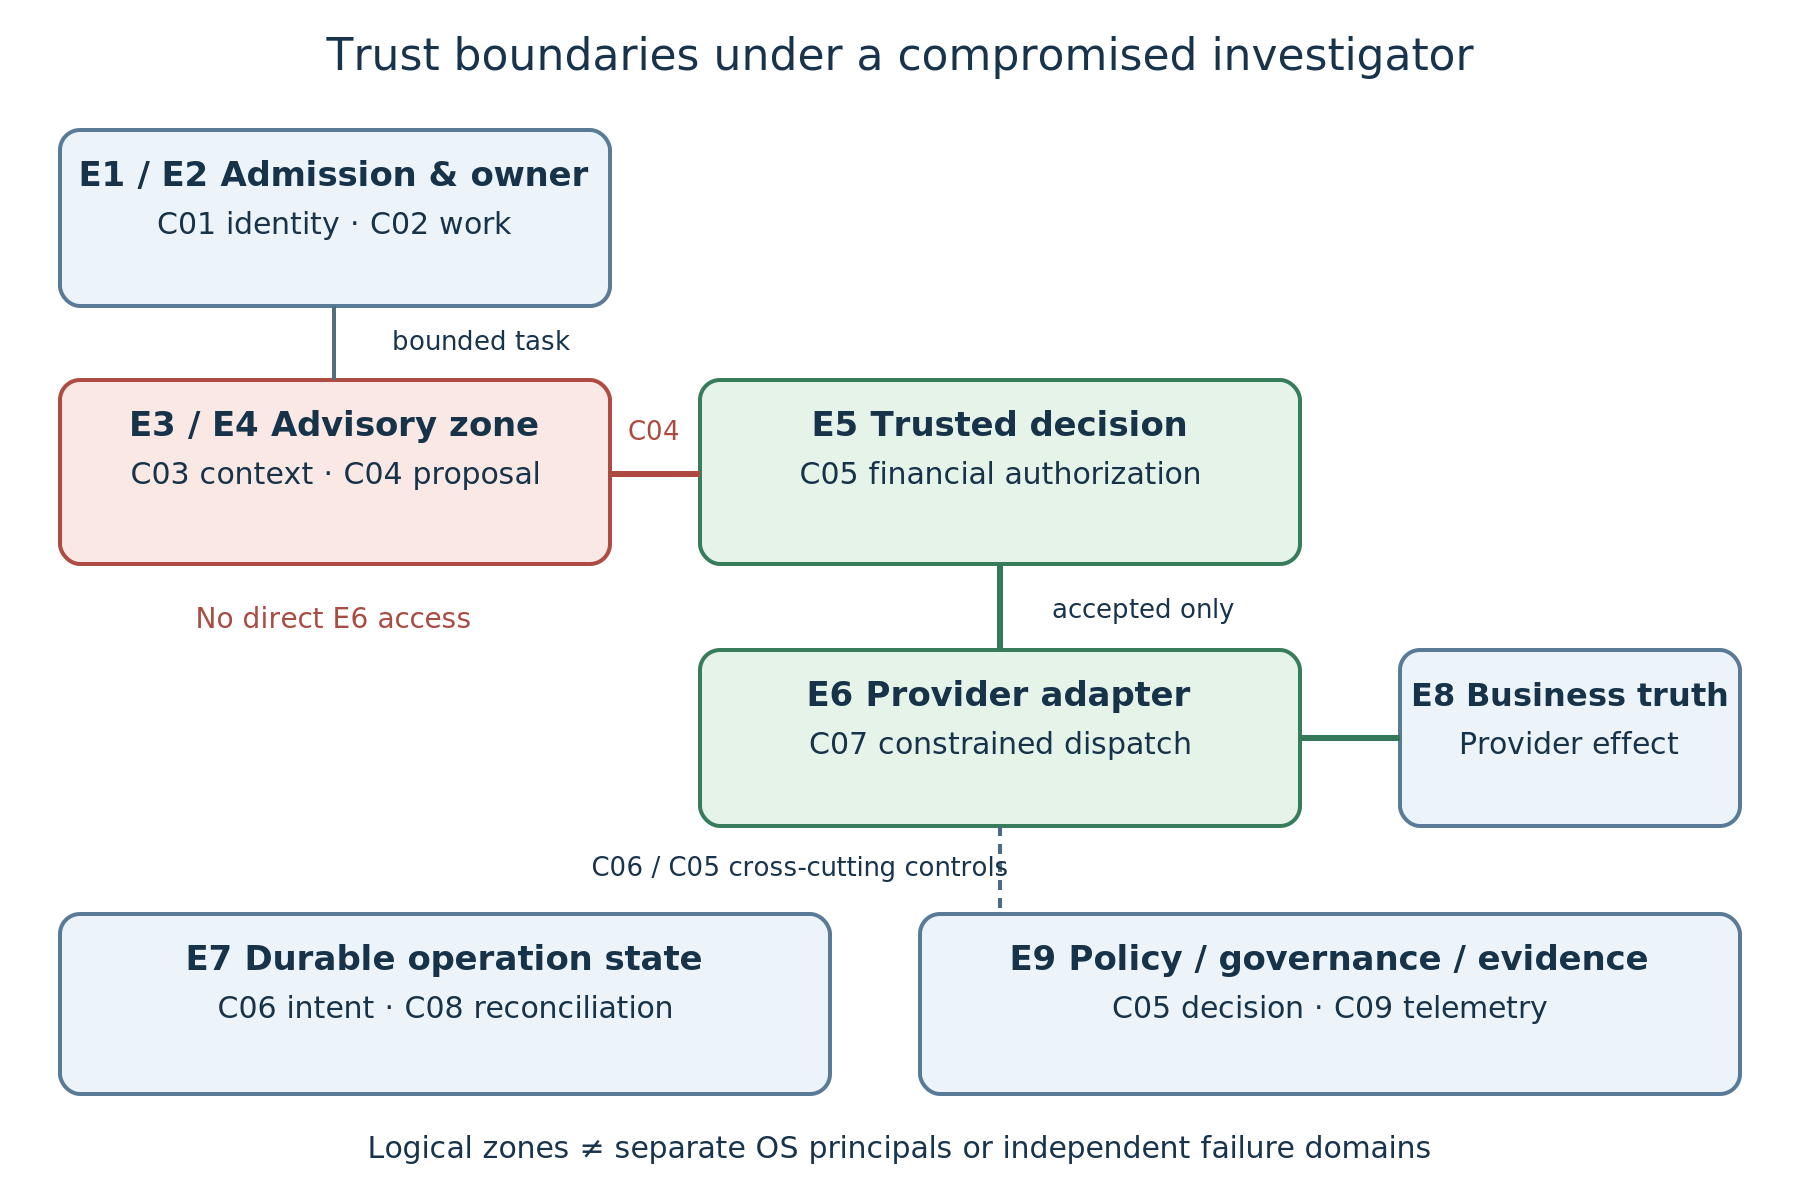 Trust boundaries under a compromised investigator
E1 / E2 Admission & owner
C01 identity · C02 work
bounded task
E3 / E4 Advisory zone
C03 context · C04 proposal
C04
E5 Trusted decision
C05 financial authorization
No direct E6 access
accepted only
E6 Provider adapter
C07 constrained dispatch
E8 Business truth
Provider effect
C06 / C05 cross-cutting controls
E7 Durable operation state
C06 intent · C08 reconciliation
E9 Policy / governance / evidence
C05 decision · C09 telemetry
Logical zones ≠ separate OS principals or independent failure domains